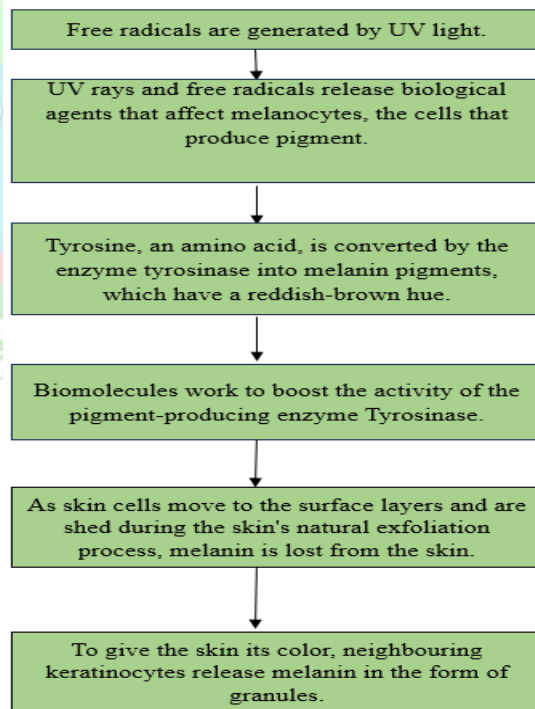 Free radicals are generated by UV light.
UV rays and free radicals release biological
agents that affect melanocytes, the cells that
produce pigment.
Tyrosine, an amino acid, is converted by the
enzyme tyrosinase into melanin pigments,
which have a reddish-brown hue.
Biomolecules work to boost the activity of the
pigment-producing enzyme Tyrosinase.
As skin cells move to the surface layers and are
shed during the skin's natural exfoliation
process, melanin is lost from the skin.
To give the skin its color, neighbouring
keratinocytes release melanin in the form of
granules.